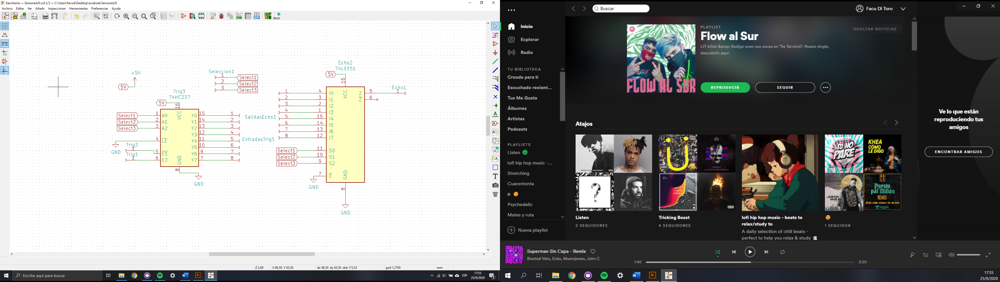 Eeschema — SensoresUS.sch [/] — C:\Users\facud\Desktop\ecoboat\SensoresUS
Archivo Editar Ver Añadir Inspeccionar Herramientas Preferencias Ayuda
BOM
BACK
in
mm
+5V
5V
Seleccion1
1 Select1
2 Select2
3 Select3
Trig3
74HC237
5V
16
VCC
Select1 1 A0 Y0 15 1
Select2 2 A1 Y1 14 2
Select3 3 A2 Y2 13 3
Y3 12 4
4 LE Y4 11 5
Y5 10 6
5 E1 Y6 9 7
6 E2 Y7 7 8
GND
Trig2
1
Trig1
1
GND
8
GND
SalidasEcho1
EntradasTrig1
Echo2
74LS151
5V
16
VCC
1 4 I0 Z 5 1
Echo1
2 3 I1 Z 6
3 2 I2
4 1 I3
5 15 I4
6 14 I5
7 13 I6
8 12 I7
Select1 11 S0
Select2 10 S1
Select3 9 S2
7 E
GND
GND
8
GND
Z 2,69 X 96,50 Y 63,50 dx 96,50 dy 63,50 dist 115,52 grid 1,2700 mm
Escribe aquí para buscar
ESP
17:55
25/9/2020
3
Buscar
Facu Di Toro
Inicio
Explorar
Radio
TU BIBLIOTECA
Creada para ti
Escuchado recient...
Tus Me Gusta
Álbumes
Artistas
Podcasts
PLAYLISTS
Listen
lofi hip hop music -...
Stretching
Cuarentonta
o 🥰
Psychedelic
Mates y ruta
Nueva playlist
FLOW AL SUR
PLAYLIST
Flow al Sur
LIT killah &amp; Kodigo unen sus voces en "Se Terminó". Nuevo single,
descubrilo aquí.
OCULTAR NOTICIAS
REPRODUCIR
SEGUIR
Atajos
DJ NO PARE
KHEA
CÓMO
LE DIGO
JUSTIN
QUILES
DALX
Puesto
pa' Millón
REMIX
Listen
2 SEGUIDORES
Tricking Beast
4 SEGUIDORES
lofi hip hop music - beats to
relax/study to
A daily selection of chill beats -
perfect to help you relax & study 📚
🥰
1 SEGUIDOR
Ve lo que están
reproduciendo tus
amigos
ENCONTRAR AMIGOS
Superman Sin Capa - Remix
Blunted Vato, Ecko, Muerejoven, John C
1:40
3:20
17:55
25/9/2020